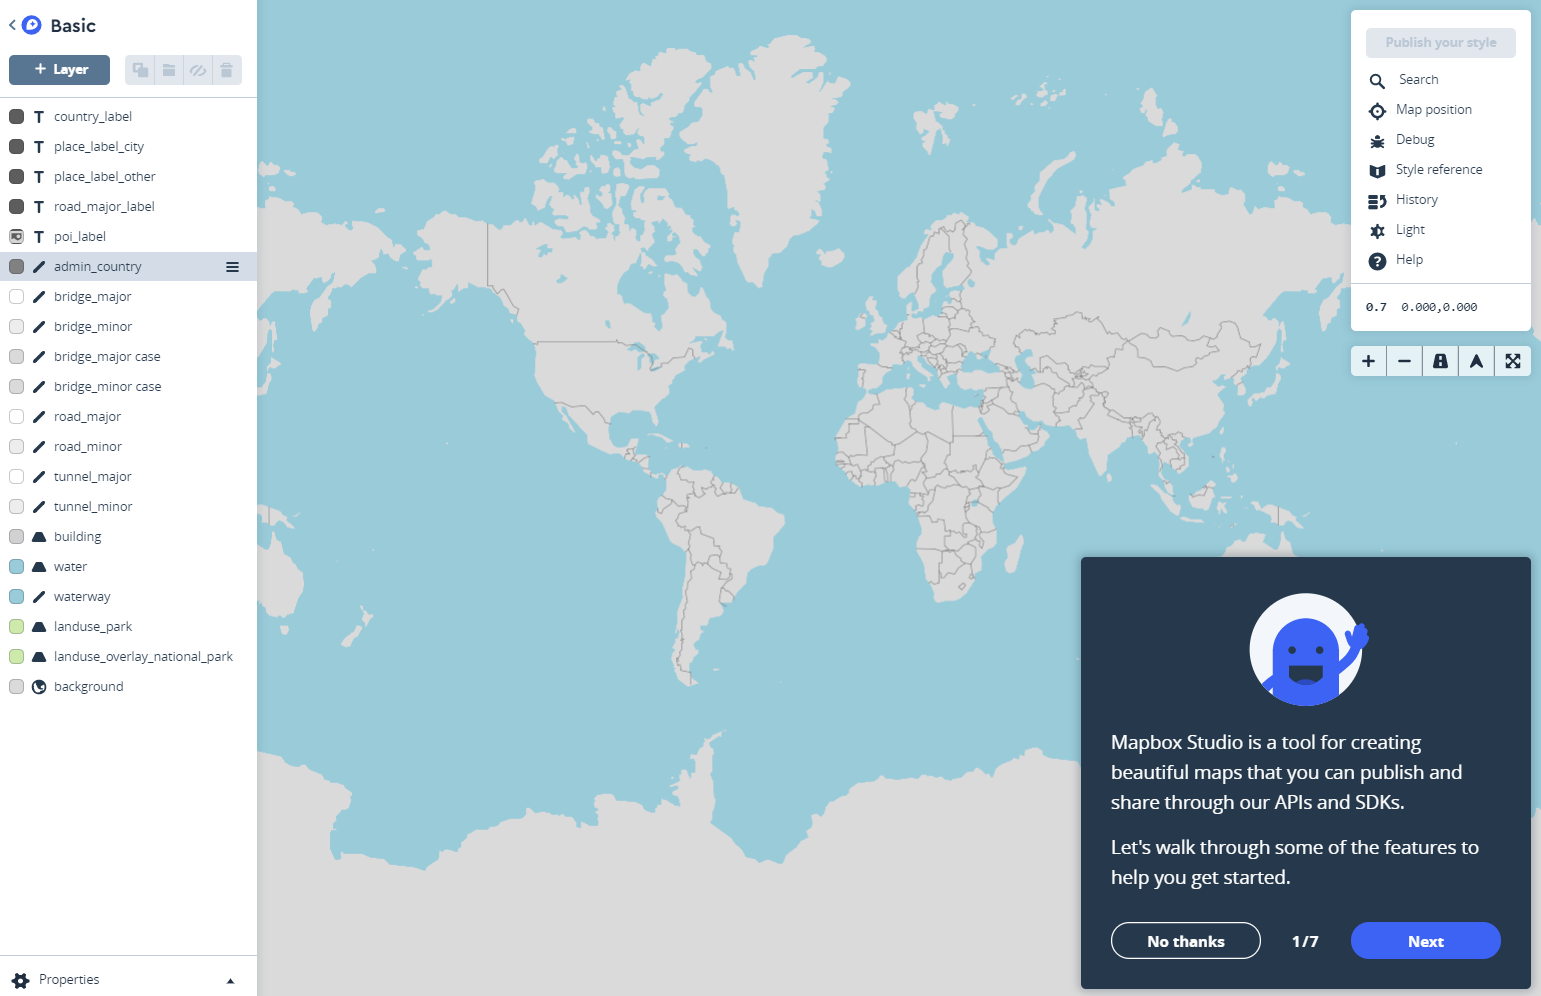 Basic
+ Layer
country_label
place_label_city
place_label_other
road_major_label
poi_label
admin_country
bridge_major
bridge_minor
bridge_major case
bridge_minor case
road_major
road_minor
tunnel_major
tunnel_minor
building
water
waterway
landuse_park
landuse_overlay_national_park
background
Properties
Publish your style
Search
Map position
Debug
Style reference
History
Light
Help
0.7 0.000,0.000
Mapbox Studio is a tool for creating
beautiful maps that you can publish and
share through our APIs and SDKs.
Let's walk through some of the features to
help you get started.
No thanks 1/7 Next